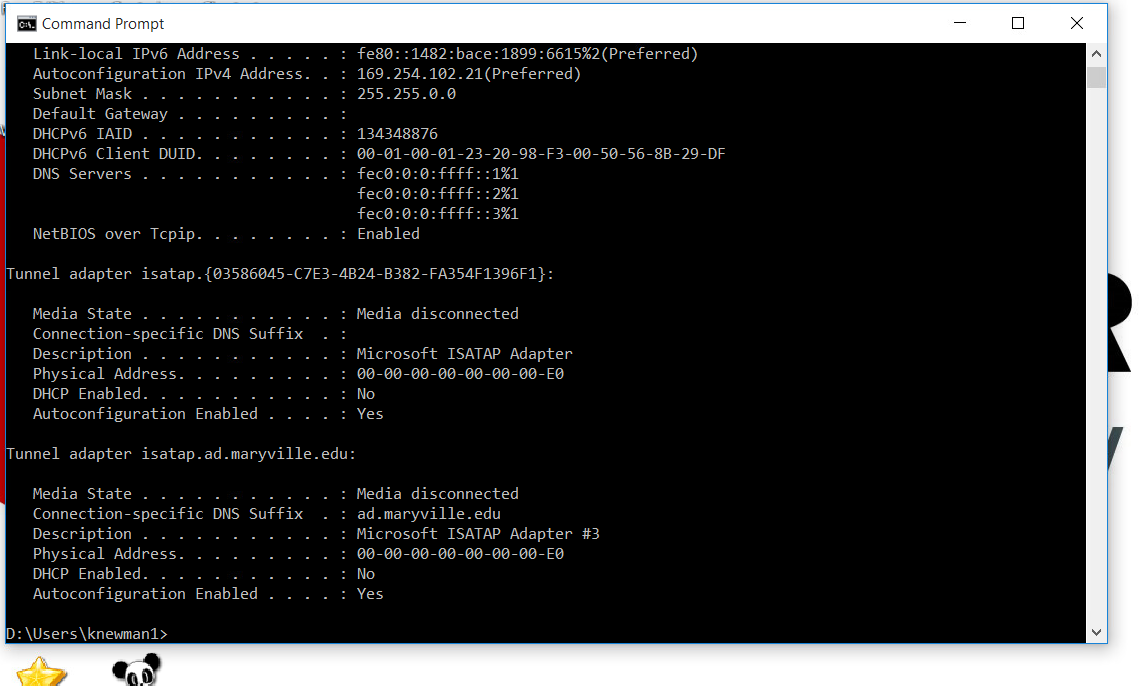 Command Prompt
Link-local IPv6 Address . . . . . : fe80::1482:bace:1899:6615%2(Preferred)
Autoconfiguration IPv4 Address. . : 169.254.102.21(Preferred)
Subnet Mask . . . . . . . . . . . : 255.255.0.0
Default Gateway . . . . . . . . . :
DHCPv6 IAID . . . . . . . . . . . : 134348876
DHCPv6 Client DUID. . . . . . . . : 00-01-00-01-23-20-98-F3-00-50-56-8B-29-DF
DNS Servers . . . . . . . . . . . : fec0:0:0:ffff::1%1
fec0:0:0:ffff::2%1
fec0:0:0:ffff::3%1
NetBIOS over Tcpip. . . . . . . . : Enabled
Tunnel adapter isatap.{03586045-C7E3-4B24-B382-FA354F1396F1}:
Media State . . . . . . . . . . . : Media disconnected
Connection-specific DNS Suffix  . :
Description . . . . . . . . . . . : Microsoft ISATAP Adapter
Physical Address. . . . . . . . . : 00-00-00-00-00-00-00-E0
DHCP Enabled. . . . . . . . . . . : No
Autoconfiguration Enabled . . . . : Yes
Tunnel adapter isatap.ad.maryville.edu:
Media State . . . . . . . . . . . : Media disconnected
Connection-specific DNS Suffix  . : ad.maryville.edu
Description . . . . . . . . . . . : Microsoft ISATAP Adapter #3
Physical Address. . . . . . . . . : 00-00-00-00-00-00-00-E0
DHCP Enabled. . . . . . . . . . . : No
Autoconfiguration Enabled . . . . : Yes
D:\Users\knewman1>